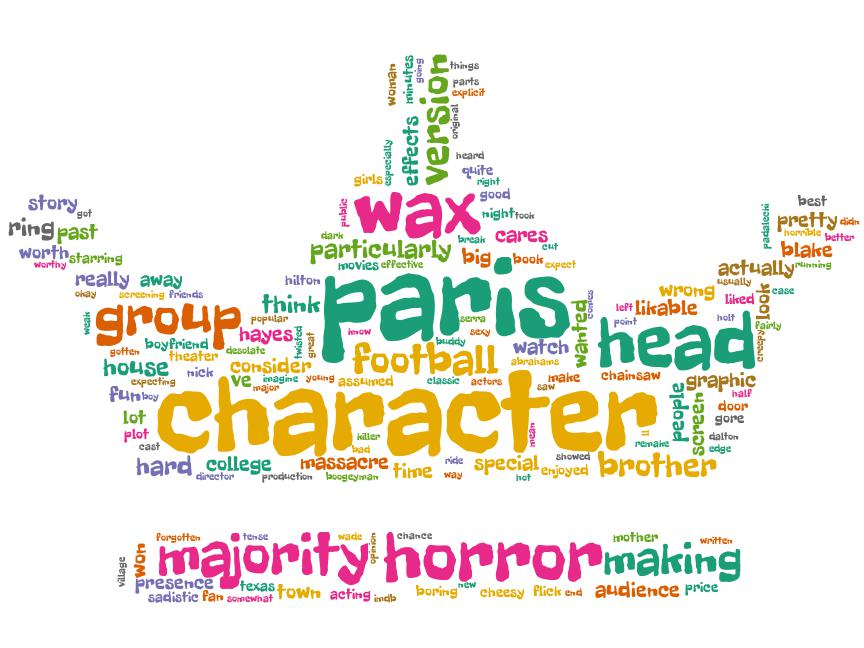 woman
minutes
going
version
things
parts
explicit
original
especially
effects
heard
girls
quite
right
public
wax
good
night
took
story
got
ring
past
worth
starring
worthy
dark
particularly
break
cares
cut
movies
effective
big
book
expect
padalecki
best
pretty
didn
horrible
better
blake
actually
running
really
away
okay
screening
friends
hilton
think
paris
comes
wrong
usually
look
case
left
likable
liked
weak
group
popular
hayes
twisted
great
know
serra
sexy
buddy
wanted
point
head
holt
fairly
creepy
boyfriend
gotten
theater
desolate
football
watch
abrahams
house
nick
consider
expecting
ve
imagine
major
young
assumed
classic
actors
saw
make
chainsaw
graphic
fun
boy
character
people
screen
half
door
gore
lot
plot
cast
killer
bad
mean
ll
remake
dalton
edge
hard
college
massacre
time
ride
special
showed
enjoyed
brother
director
production
boogeyman
way
hot
forgotten
tense
wade
opinion
chance
mother
written
village
won
majority
horror
making
presence
texas
town
acting
imdb
boring
new
cheesy
flick
end
audience
price
sadistic
fan
somewhat